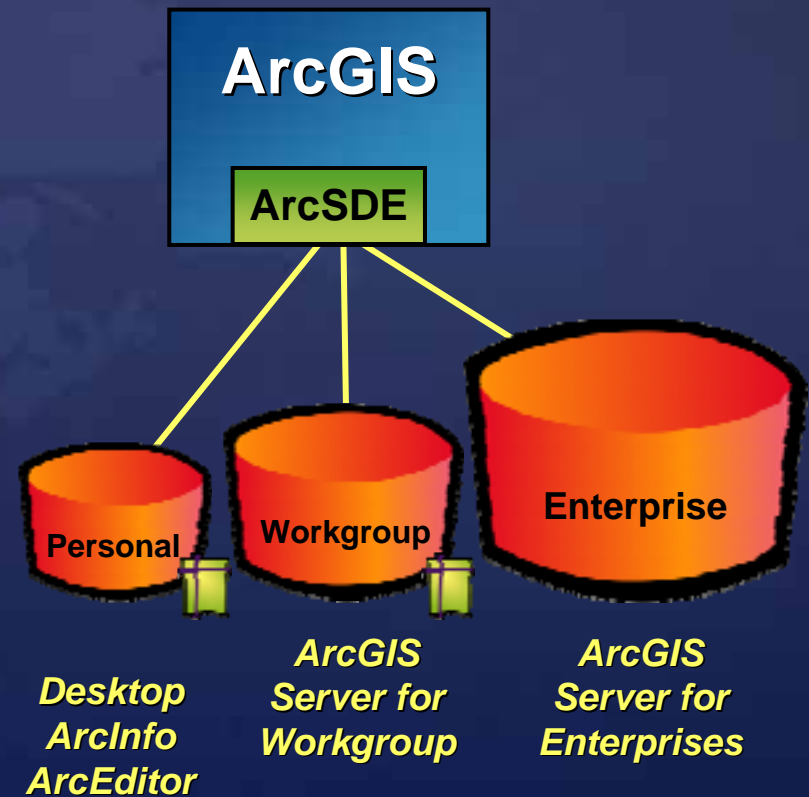 ArcGIS
ArcSDE
Personal
Workgroup
Enterprise
Desktop
ArcInfo
ArcEditor
ArcGIS
Server for
Workgroup
ArcGIS
Server for
Enterprises